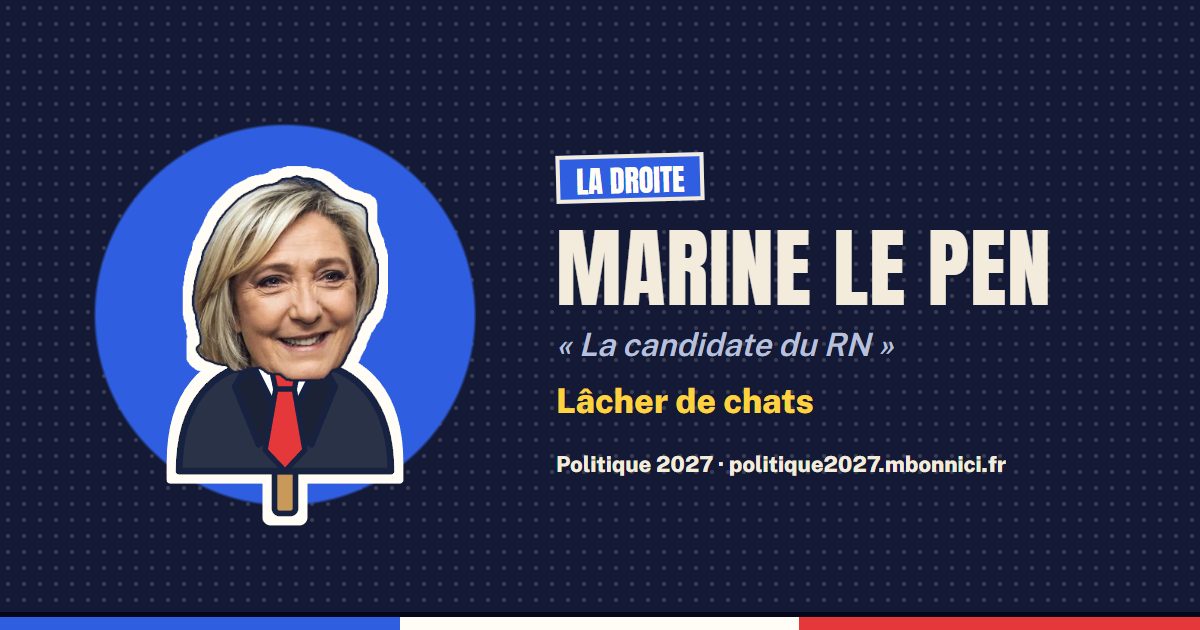 LA DROITE
MARINE LE PEN
« La candidate du RN »
Lâcher de chats
Politique 2027 · politique2027.mbonnici.fr